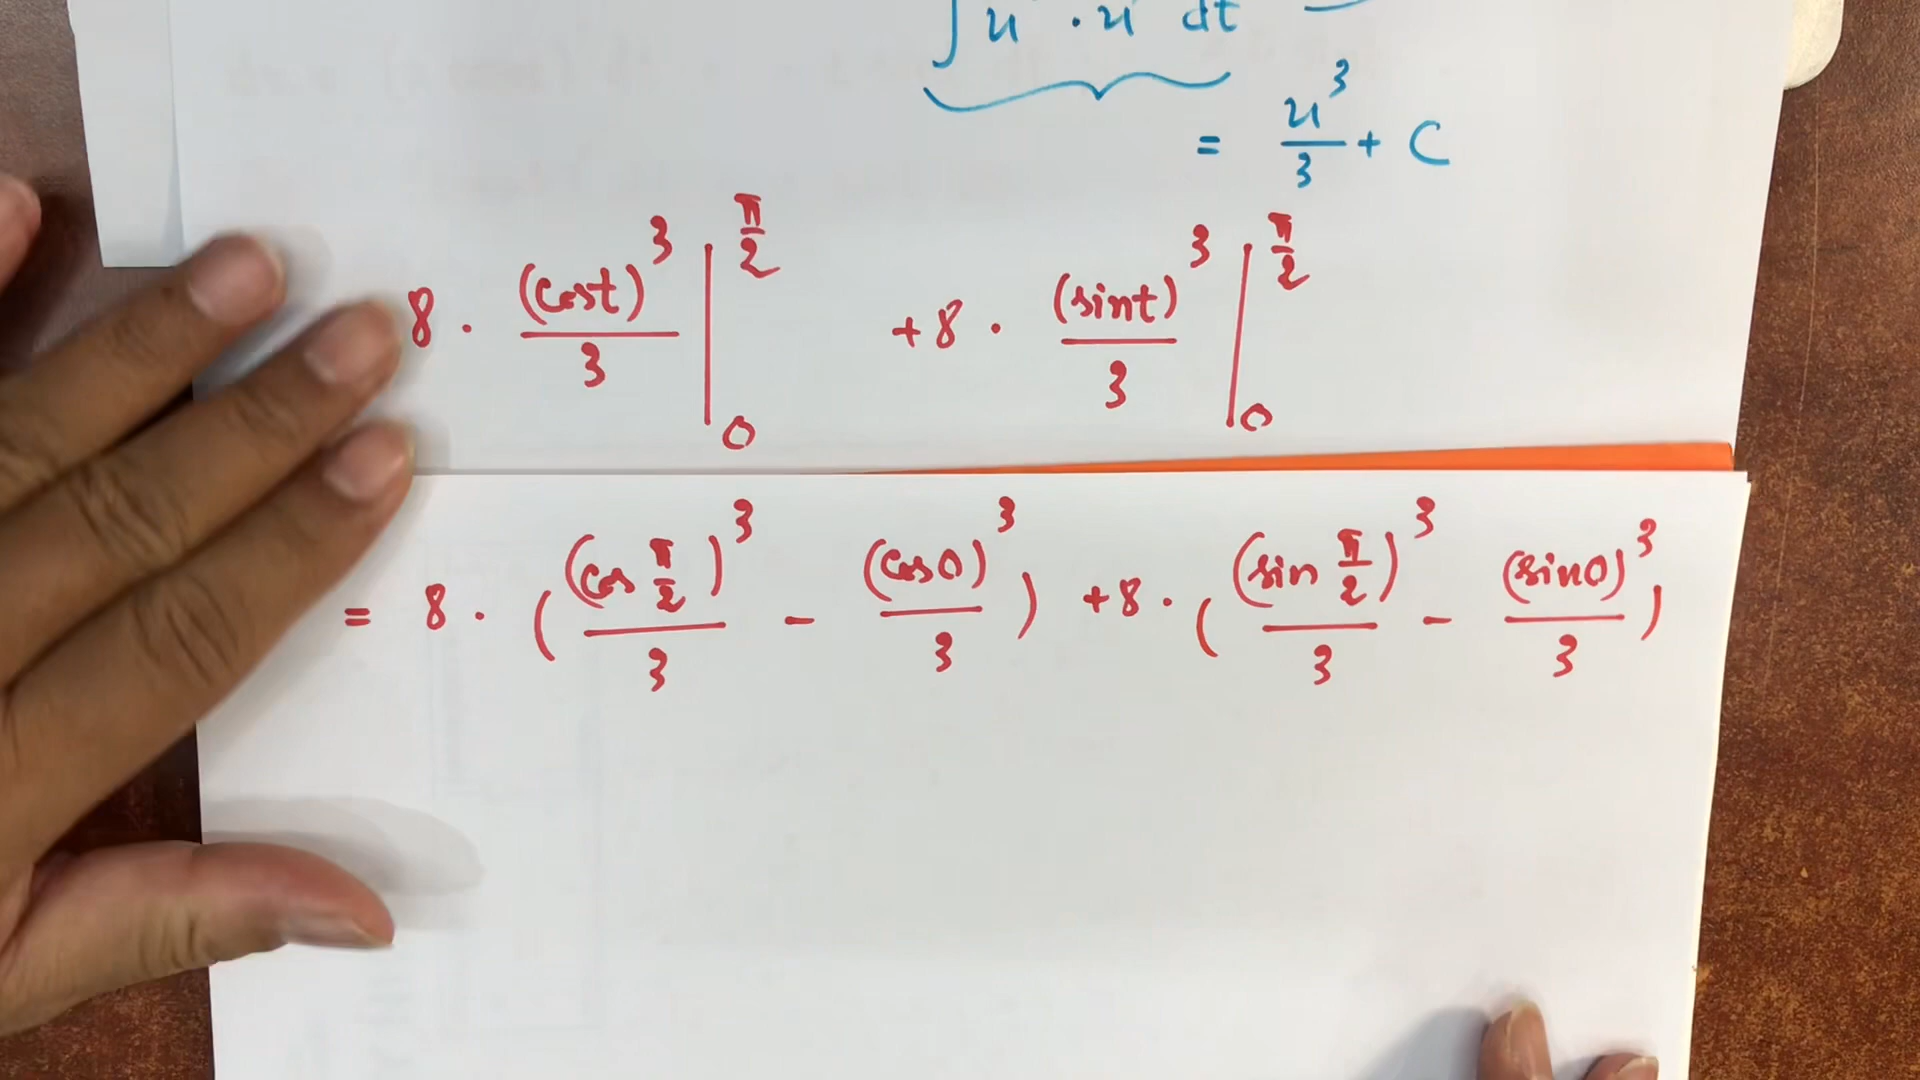 ∫ u · u dt
= u³/3 + C
8 · (cost)³/3 |₀^(π/2) + 8 · (sint)³/3 |₀^(π/2)
= 8 · ( (cos π/2)³/3 - (cos0)³/3 ) + 8 · ( (sin π/2)³/3 - (sin0)³/3 )